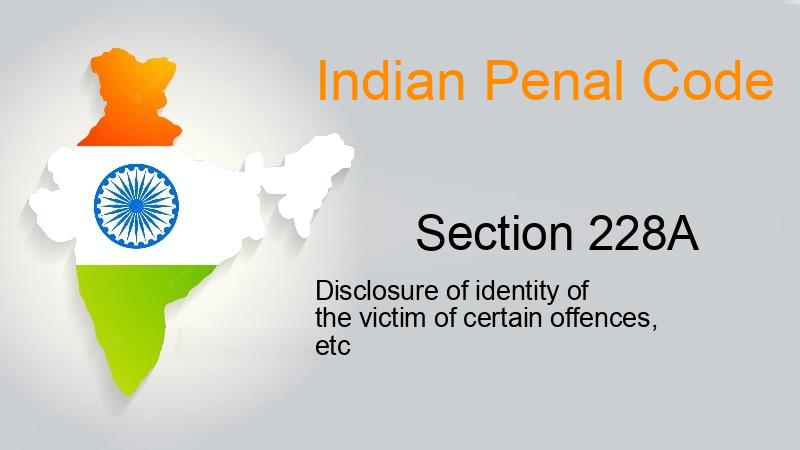 Indian Penal Code
Section 228A
Disclosure of identity of
the victim of certain offences,
etc